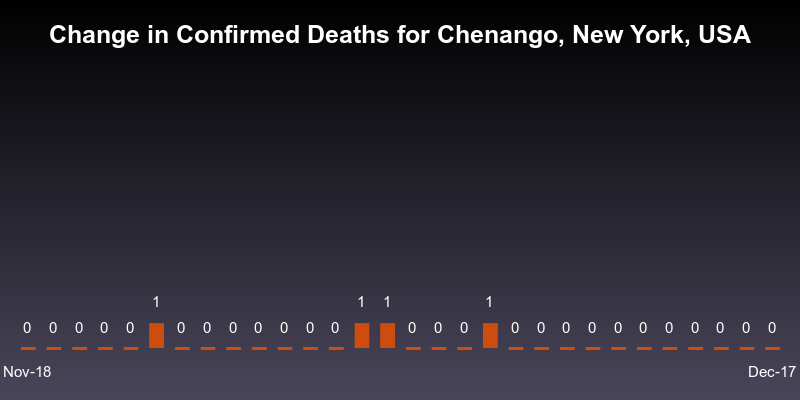 Change in Confirmed Deaths for Chenango, New York, USA
1 1 1 1
0 0 0 0 0 0 0 0 0 0 0 0 0 0 0 0 0 0 0 0 0 0 0 0 0 0
Nov-18 Dec-17